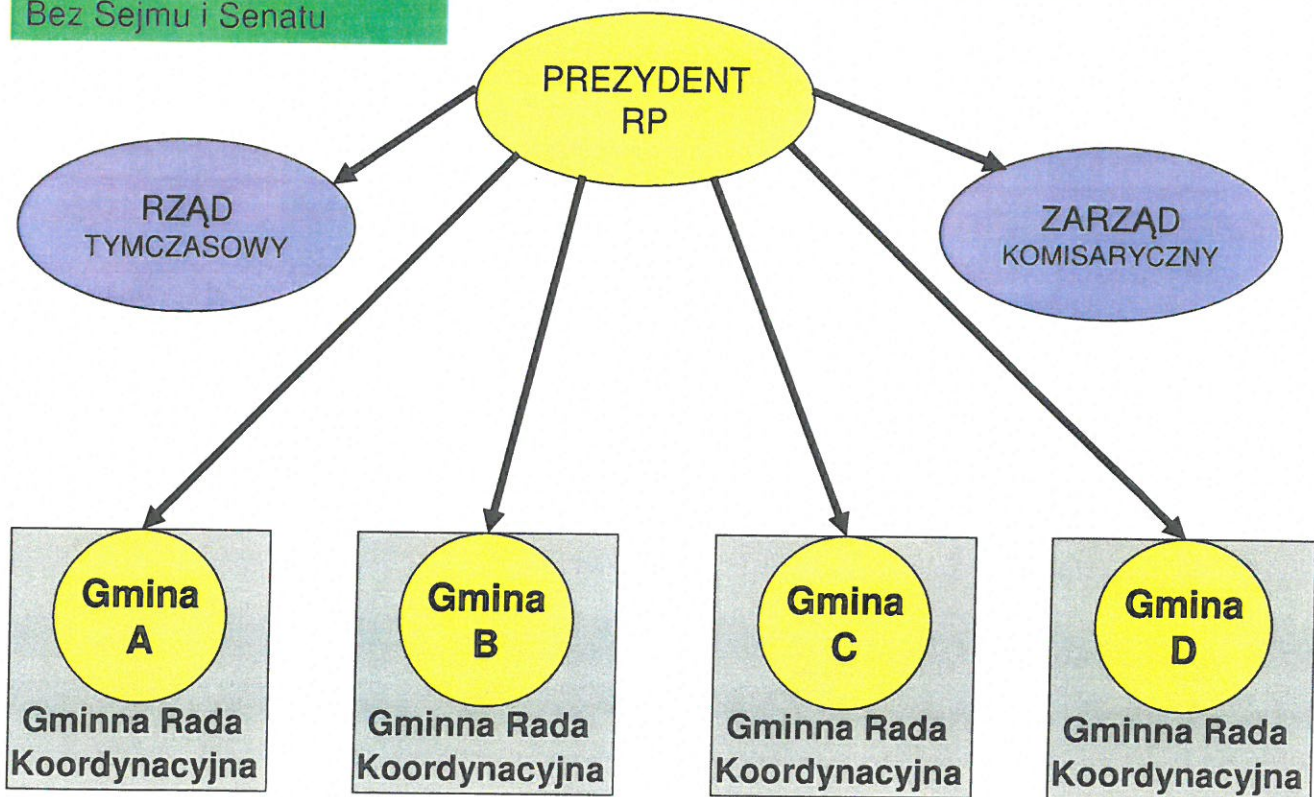 Bez Sejmu i Senatu
PREZYDENT
RP
RZĄD
TYMCZASOWY
ZARZĄD
KOMISARYCZNY
Gmina
A
Gminna Rada
Koordynacyjna
Gmina
B
Gminna Rada
Koordynacyjna
Gmina
C
Gminna Rada
Koordynacyjna
Gmina
D
Gminna Rada
Koordynacyjna